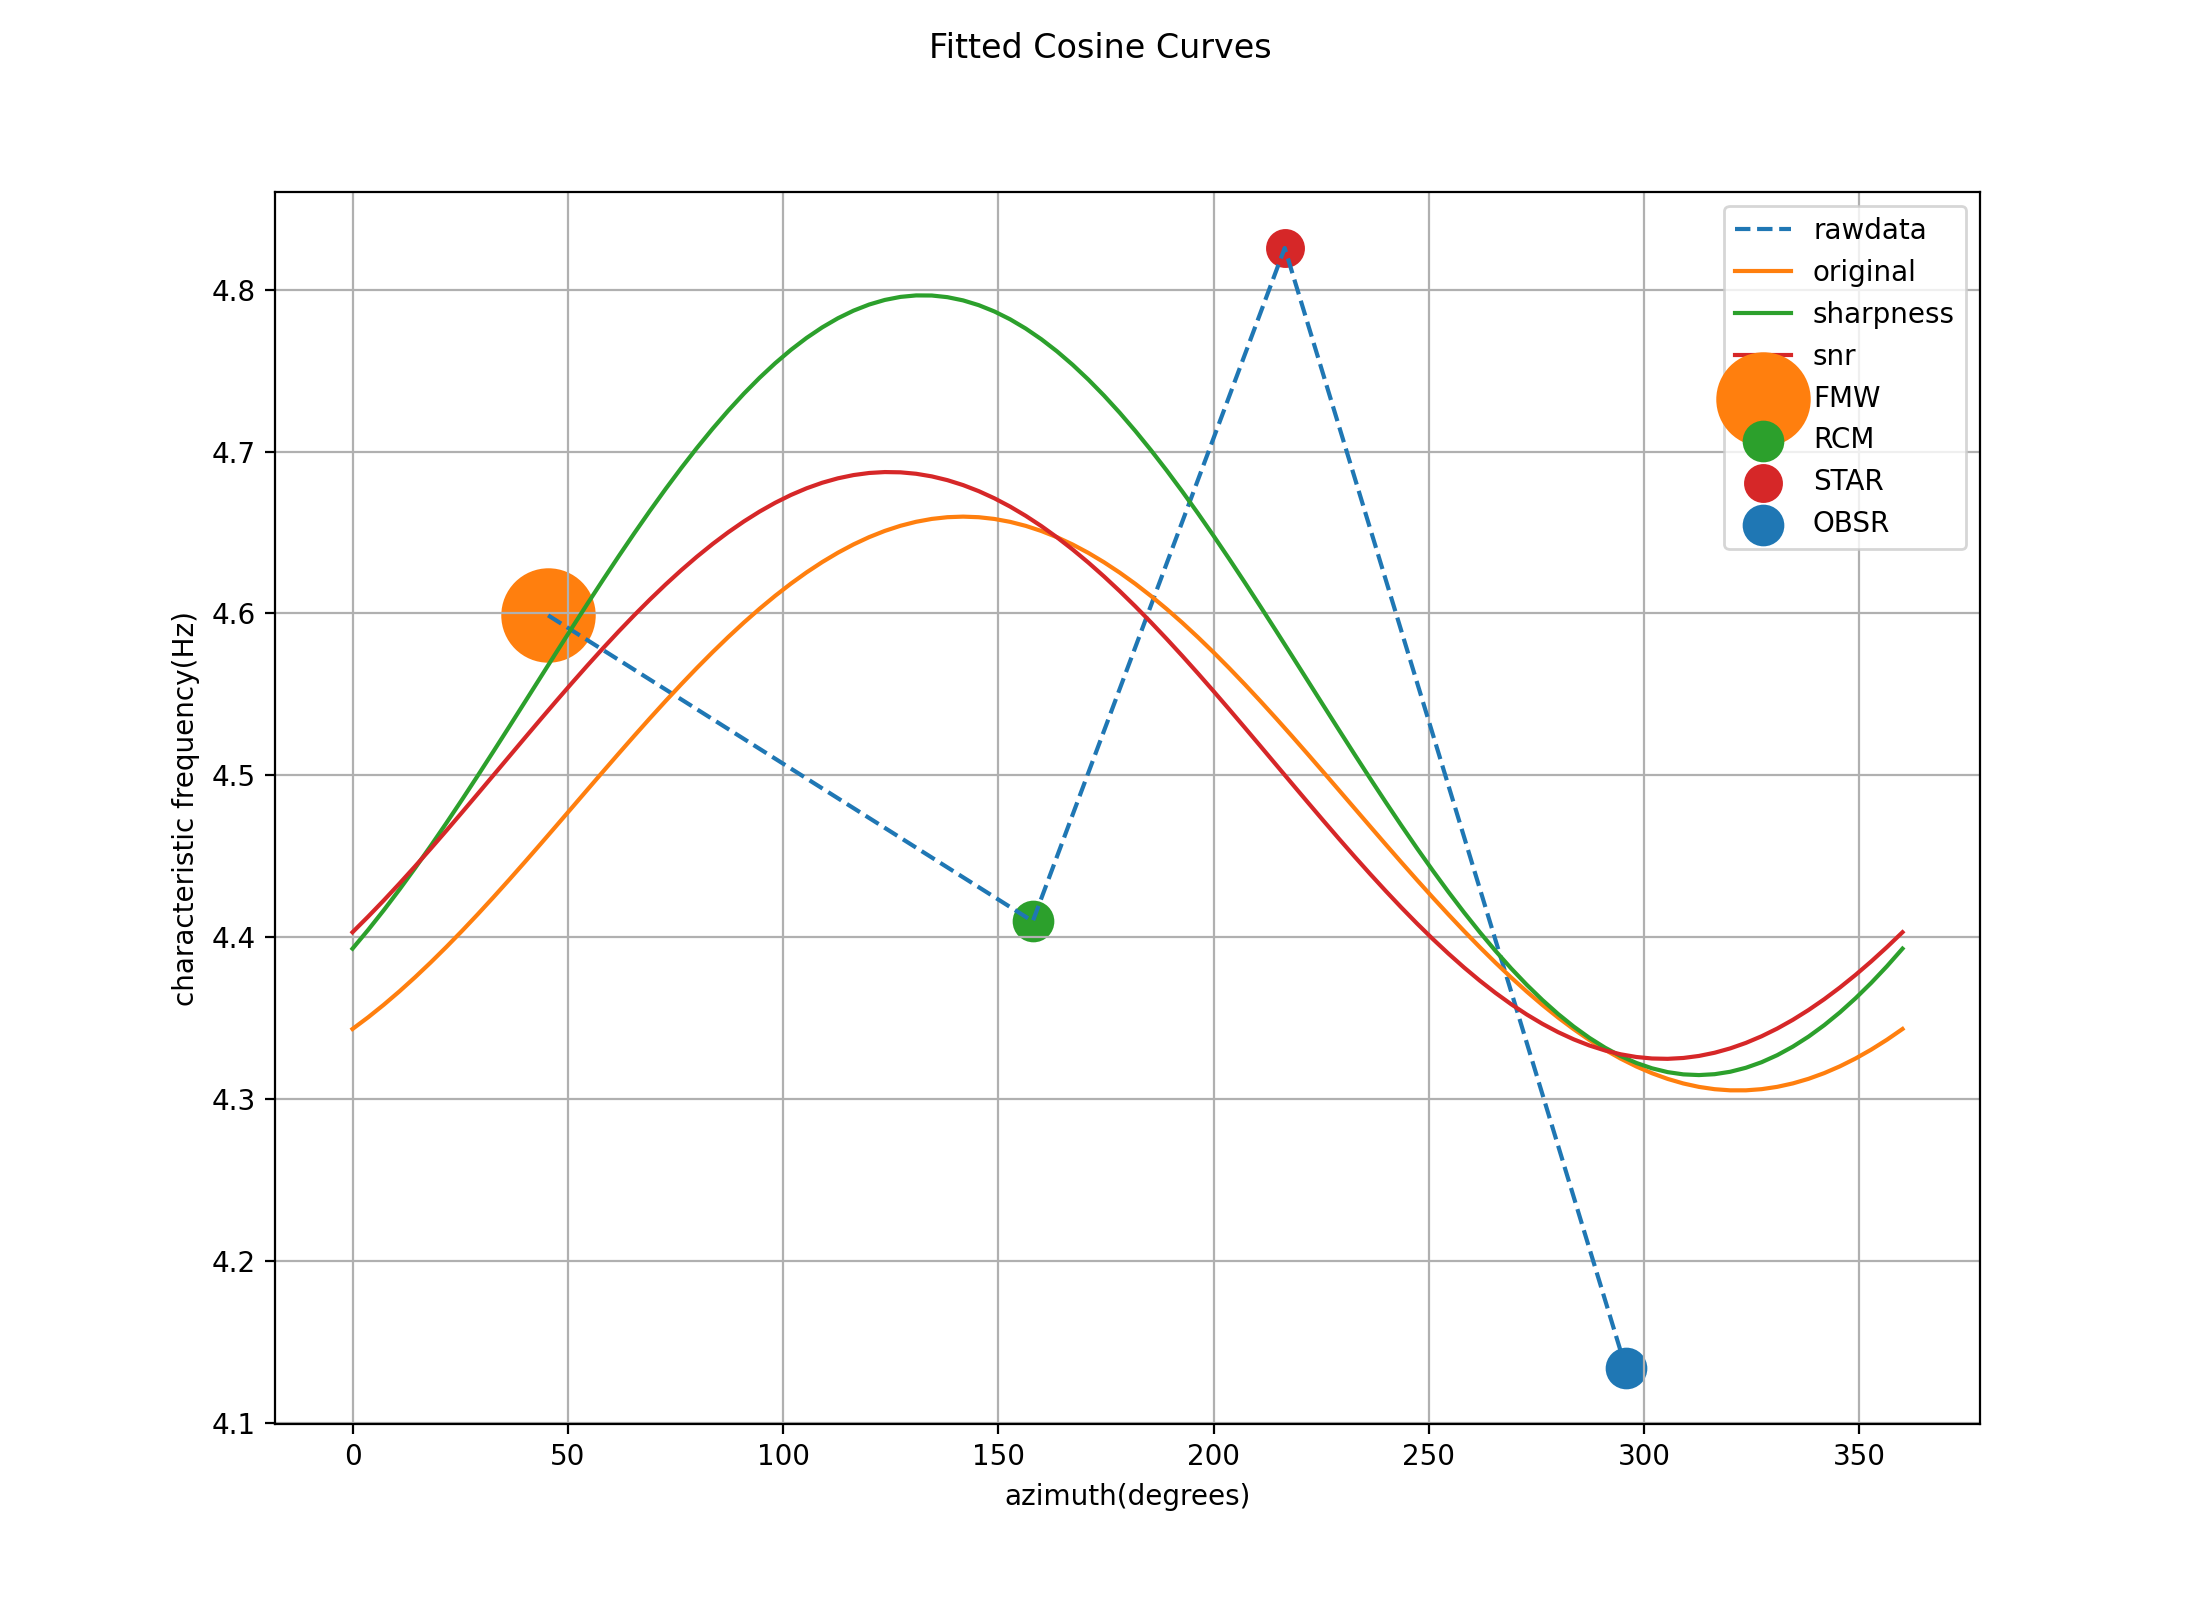 Fitted Cosine Curves
rawdata
original
sharpness
snr
FMW
RCM
STAR
OBSR
characteristic frequency(Hz)
4.8
4.7
4.6
4.5
4.4
4.3
4.2
4.1
0 50 100 150 200 250 300 350
azimuth(degrees)